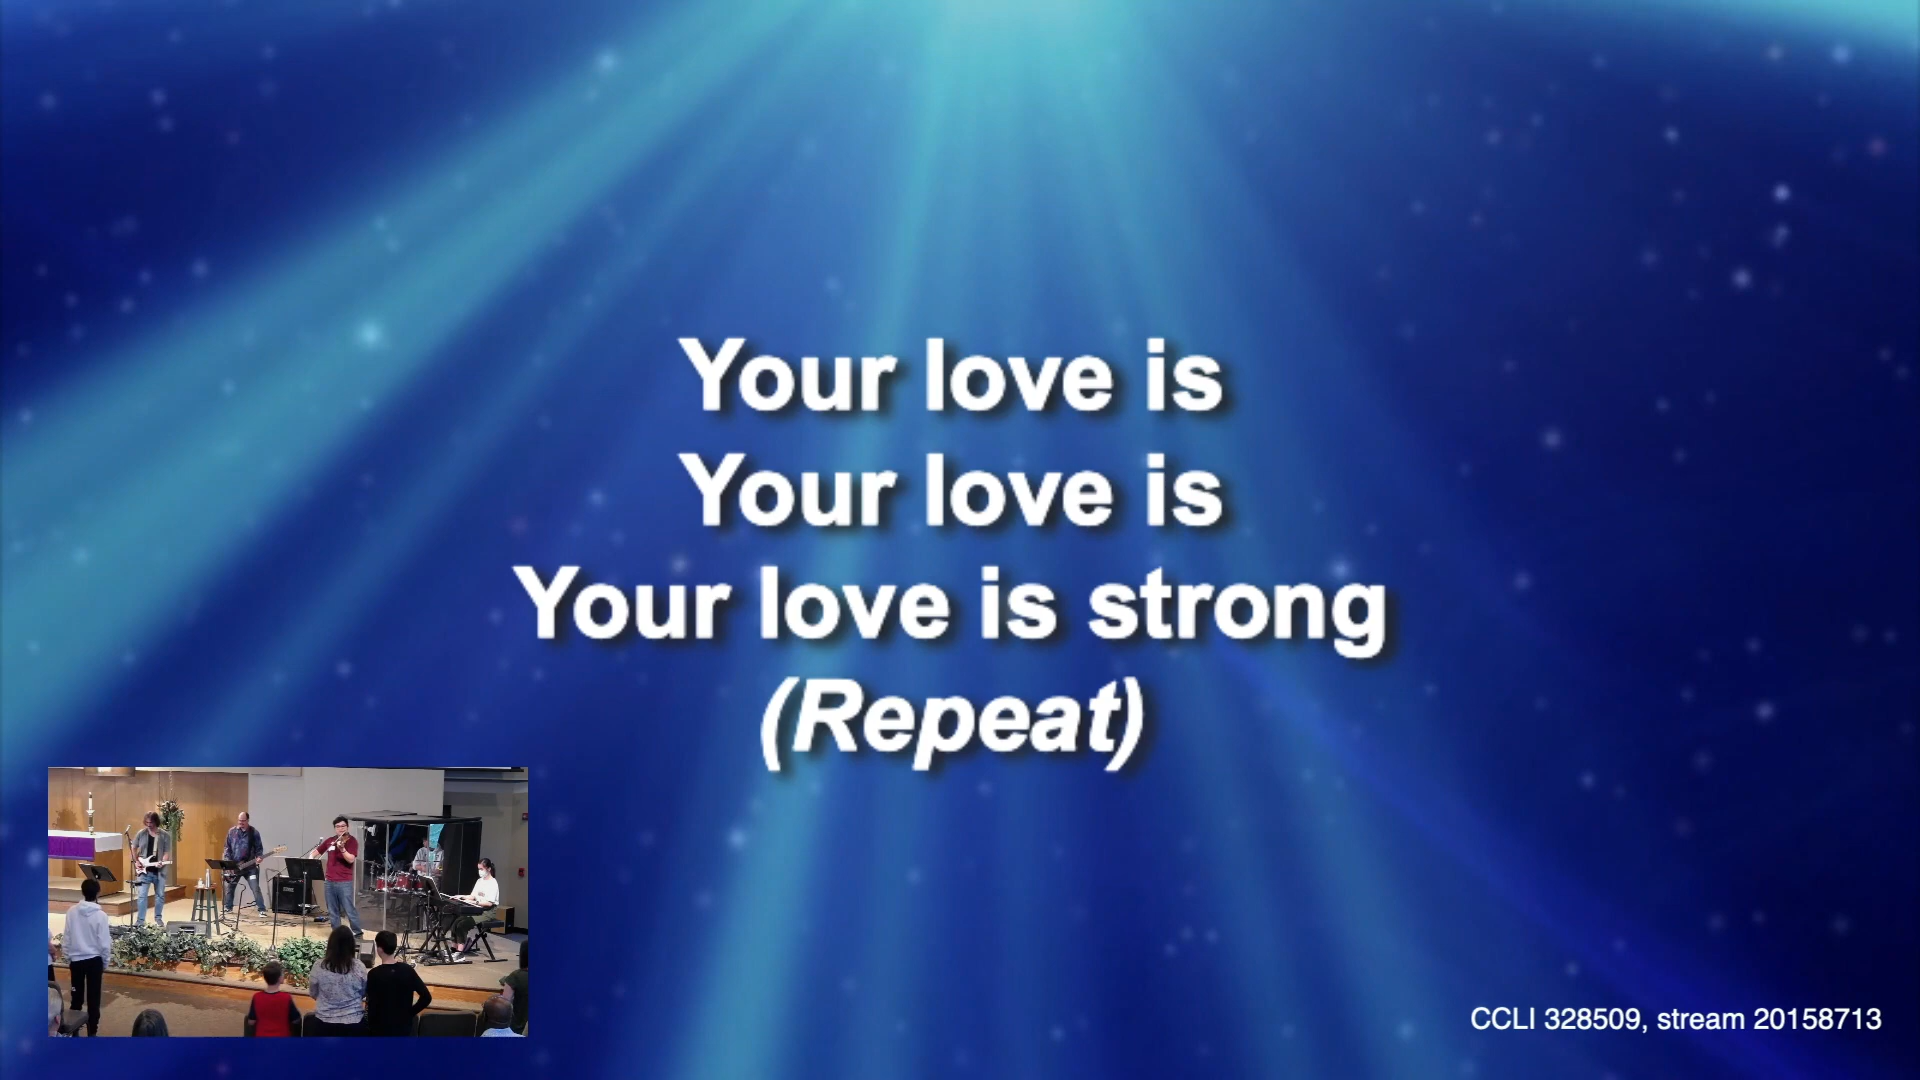 Your love is
Your love is
Your love is strong
(Repeat)
CCLI 328509, stream 20158713